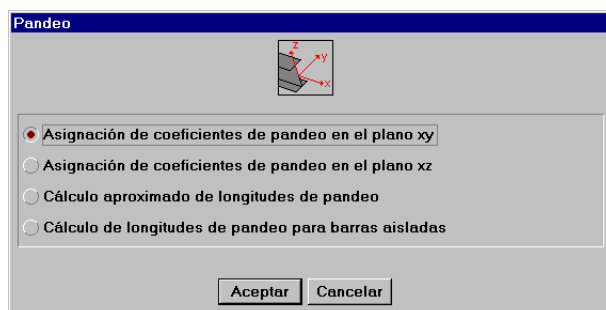 Pandeo
z
y
x
Asignación de coeficientes de pandeo en el plano xy
Asignación de coeficientes de pandeo en el plano xz
Cálculo aproximado de longitudes de pandeo
Cálculo de longitudes de pandeo para barras aisladas
Aceptar Cancelar